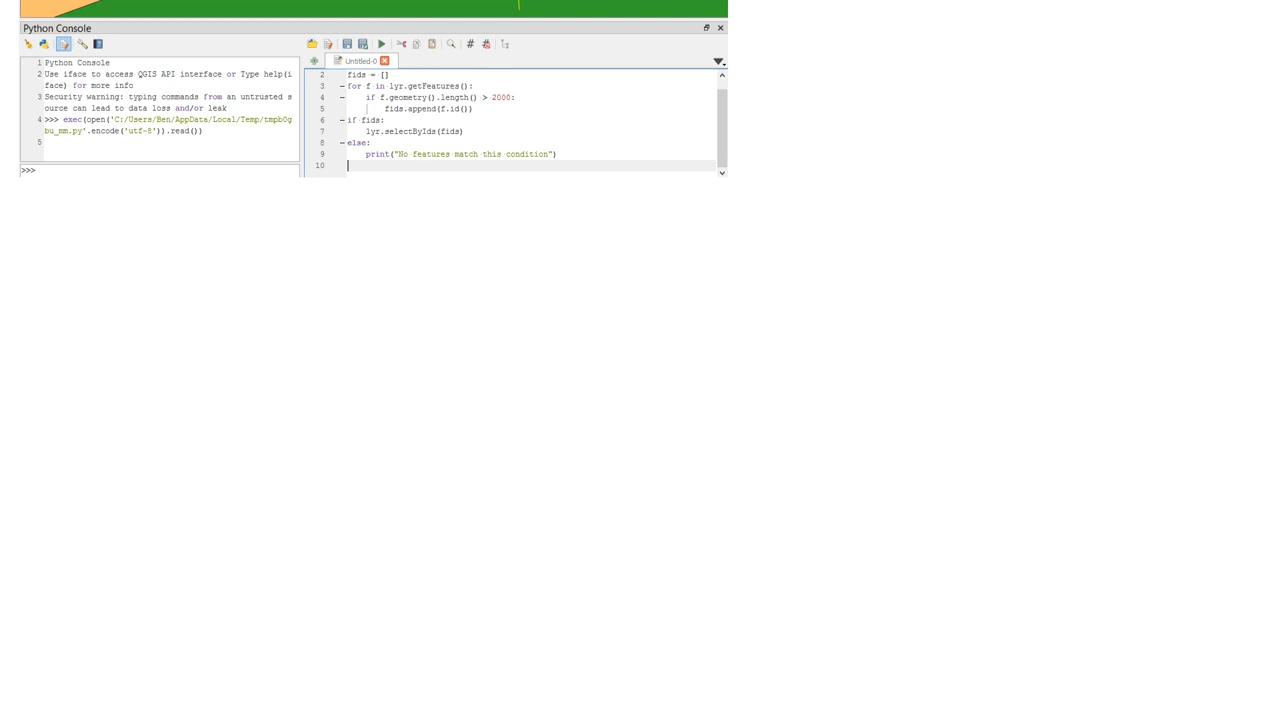 Python Console
1 Python Console
2 Use iface to access QGIS API interface or Type help(i
face) for more info
3 Security warning: typing commands from an untrusted s
ource can lead to data loss and/or leak
4 >>> exec(open('C:/Users/Ben/AppData/Local/Temp/tmpb0g
bu_mm.py'.encode('utf-8')).read())
5
>>>
Untitled-0
2 fids = []
3 for f in lyr.getFeatures():
4 if f.geometry().length() > 2000:
5 fids.append(f.id())
6 if fids:
7 lyr.selectByIds(fids)
8 else:
9 print("No features match this condition")
10